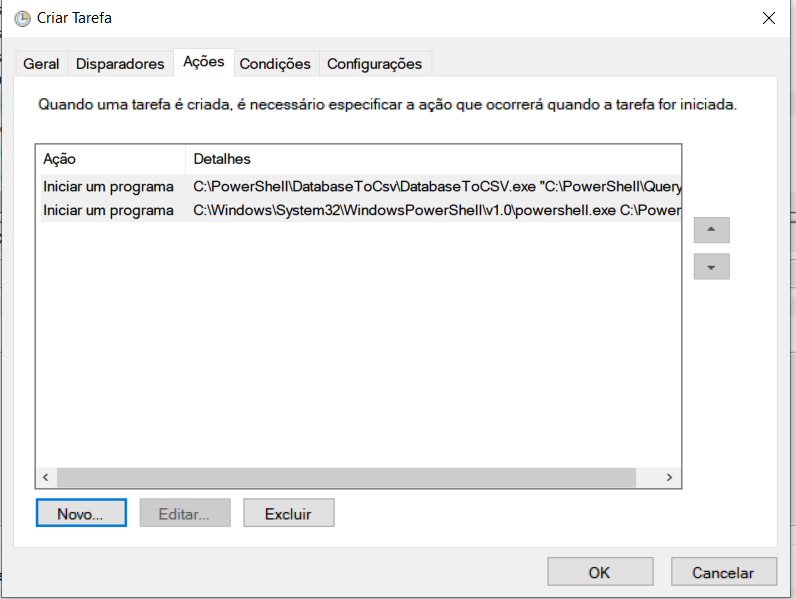 Criar Tarefa
Geral Disparadores Ações Condições Configurações
Quando uma tarefa é criada, é necessário especificar a ação que ocorrerá quando a tarefa for iniciada.
Ação Detalhes
Iniciar um programa C:\PowerShell\DatabaseToCsv\DatabaseToCSV.exe "C:\PowerShell\Query
Iniciar um programa C:\Windows\System32\WindowsPowerShell\v1.0\powershell.exe C:\Power
Novo... Editar... Excluir
OK Cancelar